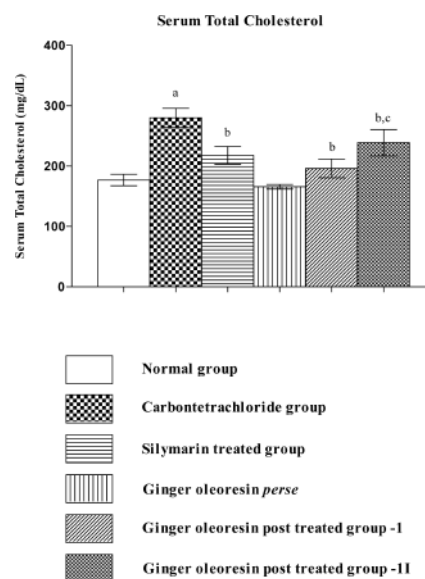 Serum Total Cholesterol
Serum Total Cholesterol (mg/dL)
400
300
200
100
0
a
b
b
b,c
Normal group
Carbontetrachloride group
Silymarin treated group
Ginger oleoresin perse
Ginger oleoresin post treated group -1
Ginger oleoresin post treated group -1I